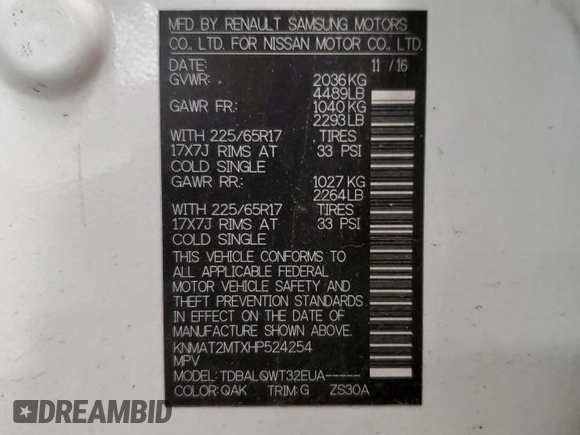 MFD BY RENAULT SAMSUNG MOTORS
CO., LTD. FOR NISSAN MOTOR CO., LTD.
DATE: 11 / 16
GVWR: 2036 KG
4489 LB
GAWR FR: 1040 KG
2293 LB
WITH 225/65R17 TIRES
17X7J RIMS AT 33 PSI
COLD SINGLE
GAWR RR: 1027 KG
2264 LB
WITH 225/65R17 TIRES
17X7J RIMS AT 33 PSI
COLD SINGLE
THIS VEHICLE CONFORMS TO
ALL APPLICABLE FEDERAL
MOTOR VEHICLE SAFETY AND
THEFT PREVENTION STANDARDS
IN EFFECT ON THE DATE OF
MANUFACTURE SHOWN ABOVE.
KNMAT2MTXHP524254
MPV
MODEL: TDBALQWT32EUA------
COLOR: QAK TRIM: G ZS30A
DREAMBID